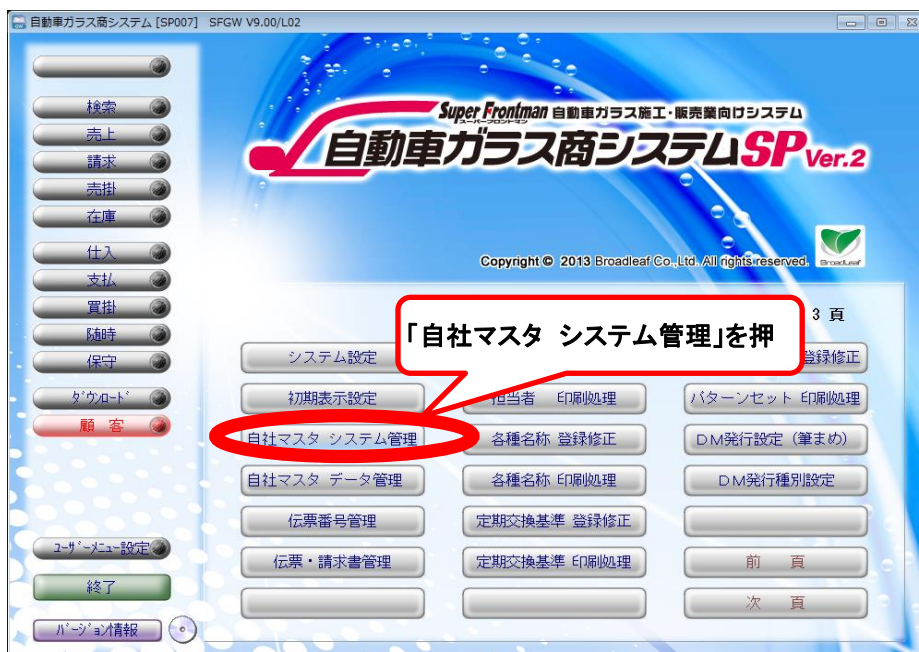 自動車ガラス商システム [SP007] SFGW V9.00/L02
検索
売上
請求
売掛
在庫
仕入
支払
買掛
随時
保守
ダウンロード
顧 客
ユーザーメニュー設定
終了
バージョン情報
Super Frontman 自動車ガラス施工・販売業向けシステム
スーパーフロントマン
自動車ガラス商システムSP Ver.2
Copyright © 2013 Broadleaf Co.,Ltd. All rights reserved.
Broadleaf
3 頁
「自社マスタ システム管理」を押
システム設定
登録修正
初期表示設定
担当者 印刷処理
パターンセット 印刷処理
自社マスタ システム管理
各種名称 登録修正
DM発行設定（筆まめ）
自社マスタ データ管理
各種名称 印刷処理
DM発行種別設定
伝票番号管理
定期交換基準 登録修正
伝票・請求書管理
定期交換基準 印刷処理
前 頁
次 頁